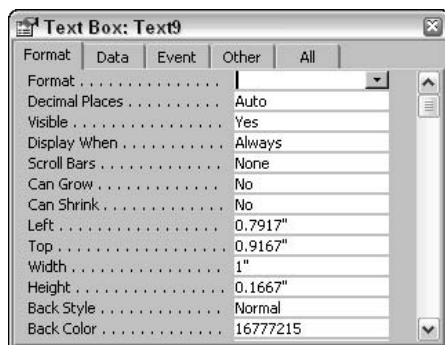 Text Box: Text9
Format Data Event Other All
Format . . . . . . . . . . . . . . .
Decimal Places . . . . . . . . . . Auto
Visible . . . . . . . . . . . . . . . . Yes
Display When . . . . . . . . . . . Always
Scroll Bars . . . . . . . . . . . . . None
Can Grow . . . . . . . . . . . . . No
Can Shrink . . . . . . . . . . . . . No
Left . . . . . . . . . . . . . . . . . . 0.7917"
Top . . . . . . . . . . . . . . . . . . 0.9167"
Width . . . . . . . . . . . . . . . . 1"
Height . . . . . . . . . . . . . . . . 0.1667"
Back Style . . . . . . . . . . . . . Normal
Back Color . . . . . . . . . . . . . 16777215